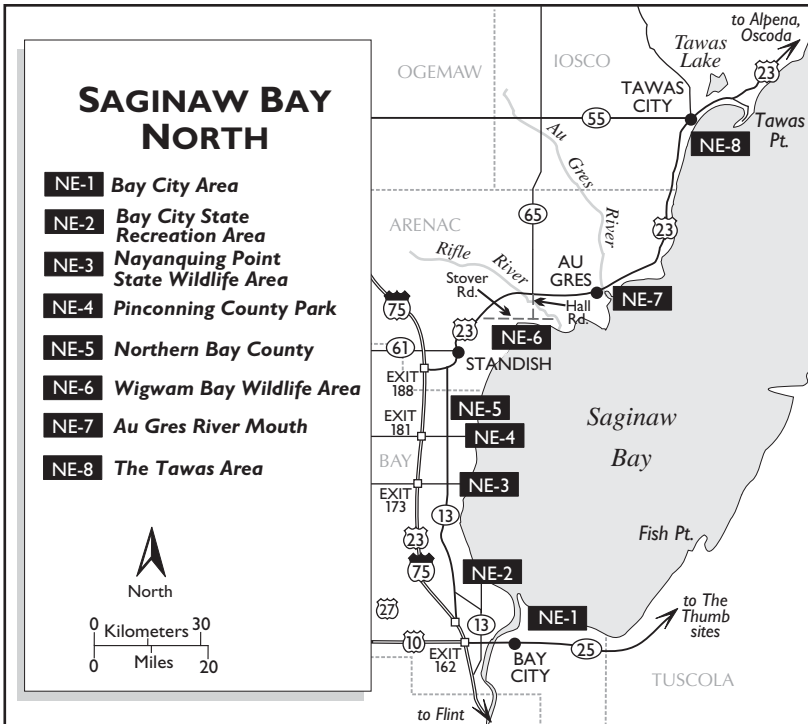 SAGINAW BAY
NORTH
NE-1 Bay City Area
NE-2 Bay City State
Recreation Area
NE-3 Nayanquing Point
State Wildlife Area
NE-4 Pinconning County Park
NE-5 Northern Bay County
NE-6 Wigwam Bay Wildlife Area
NE-7 Au Gres River Mouth
NE-8 The Tawas Area
North
0 30
Kilometers
Miles
0 20
to Alpena,
Oscoda
Tawas
Lake
23
OGEMAW
IOSCO
TAWAS
CITY
55
Tawas
Pt.
NE-8
Au
Gres
River
65
23
ARENAC
Rifle
River
AU
GRES
Stover
Rd.
Hall
Rd.
NE-7
75
23
NE-6
61
STANDISH
EXIT
188
NE-5
EXIT
181
NE-4
Saginaw
Bay
BAY
NE-3
EXIT
173
13
23
Fish Pt.
75
NE-2
27
NE-1
to The
Thumb
sites
13
10
EXIT
162
BAY
CITY
25
TUSCOLA
to Flint